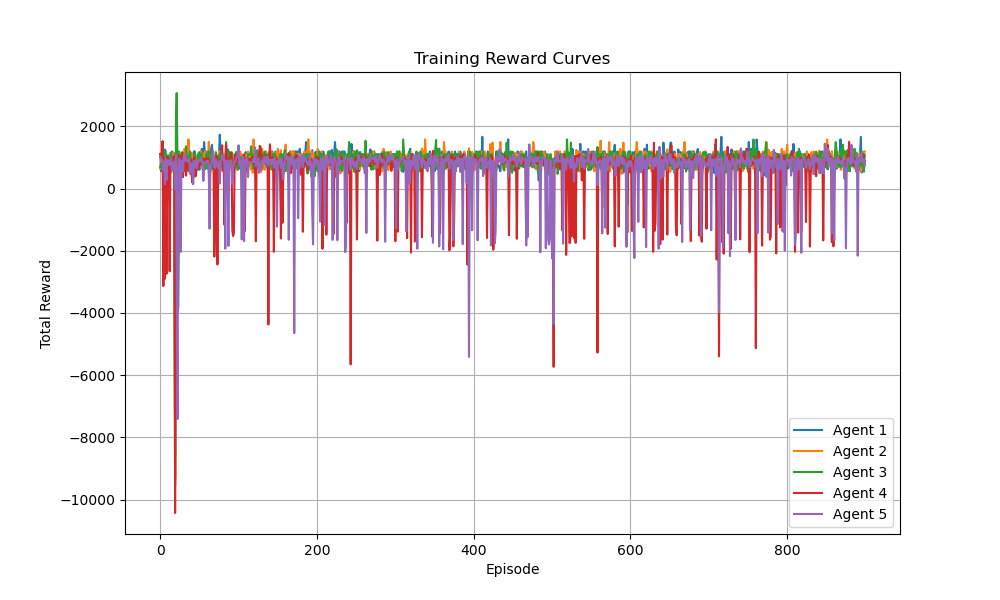 Training Reward Curves
Total Reward
2000
0
−2000
−4000
−6000
−8000
−10000
0 200 400 600 800
Episode
Agent 1
Agent 2
Agent 3
Agent 4
Agent 5